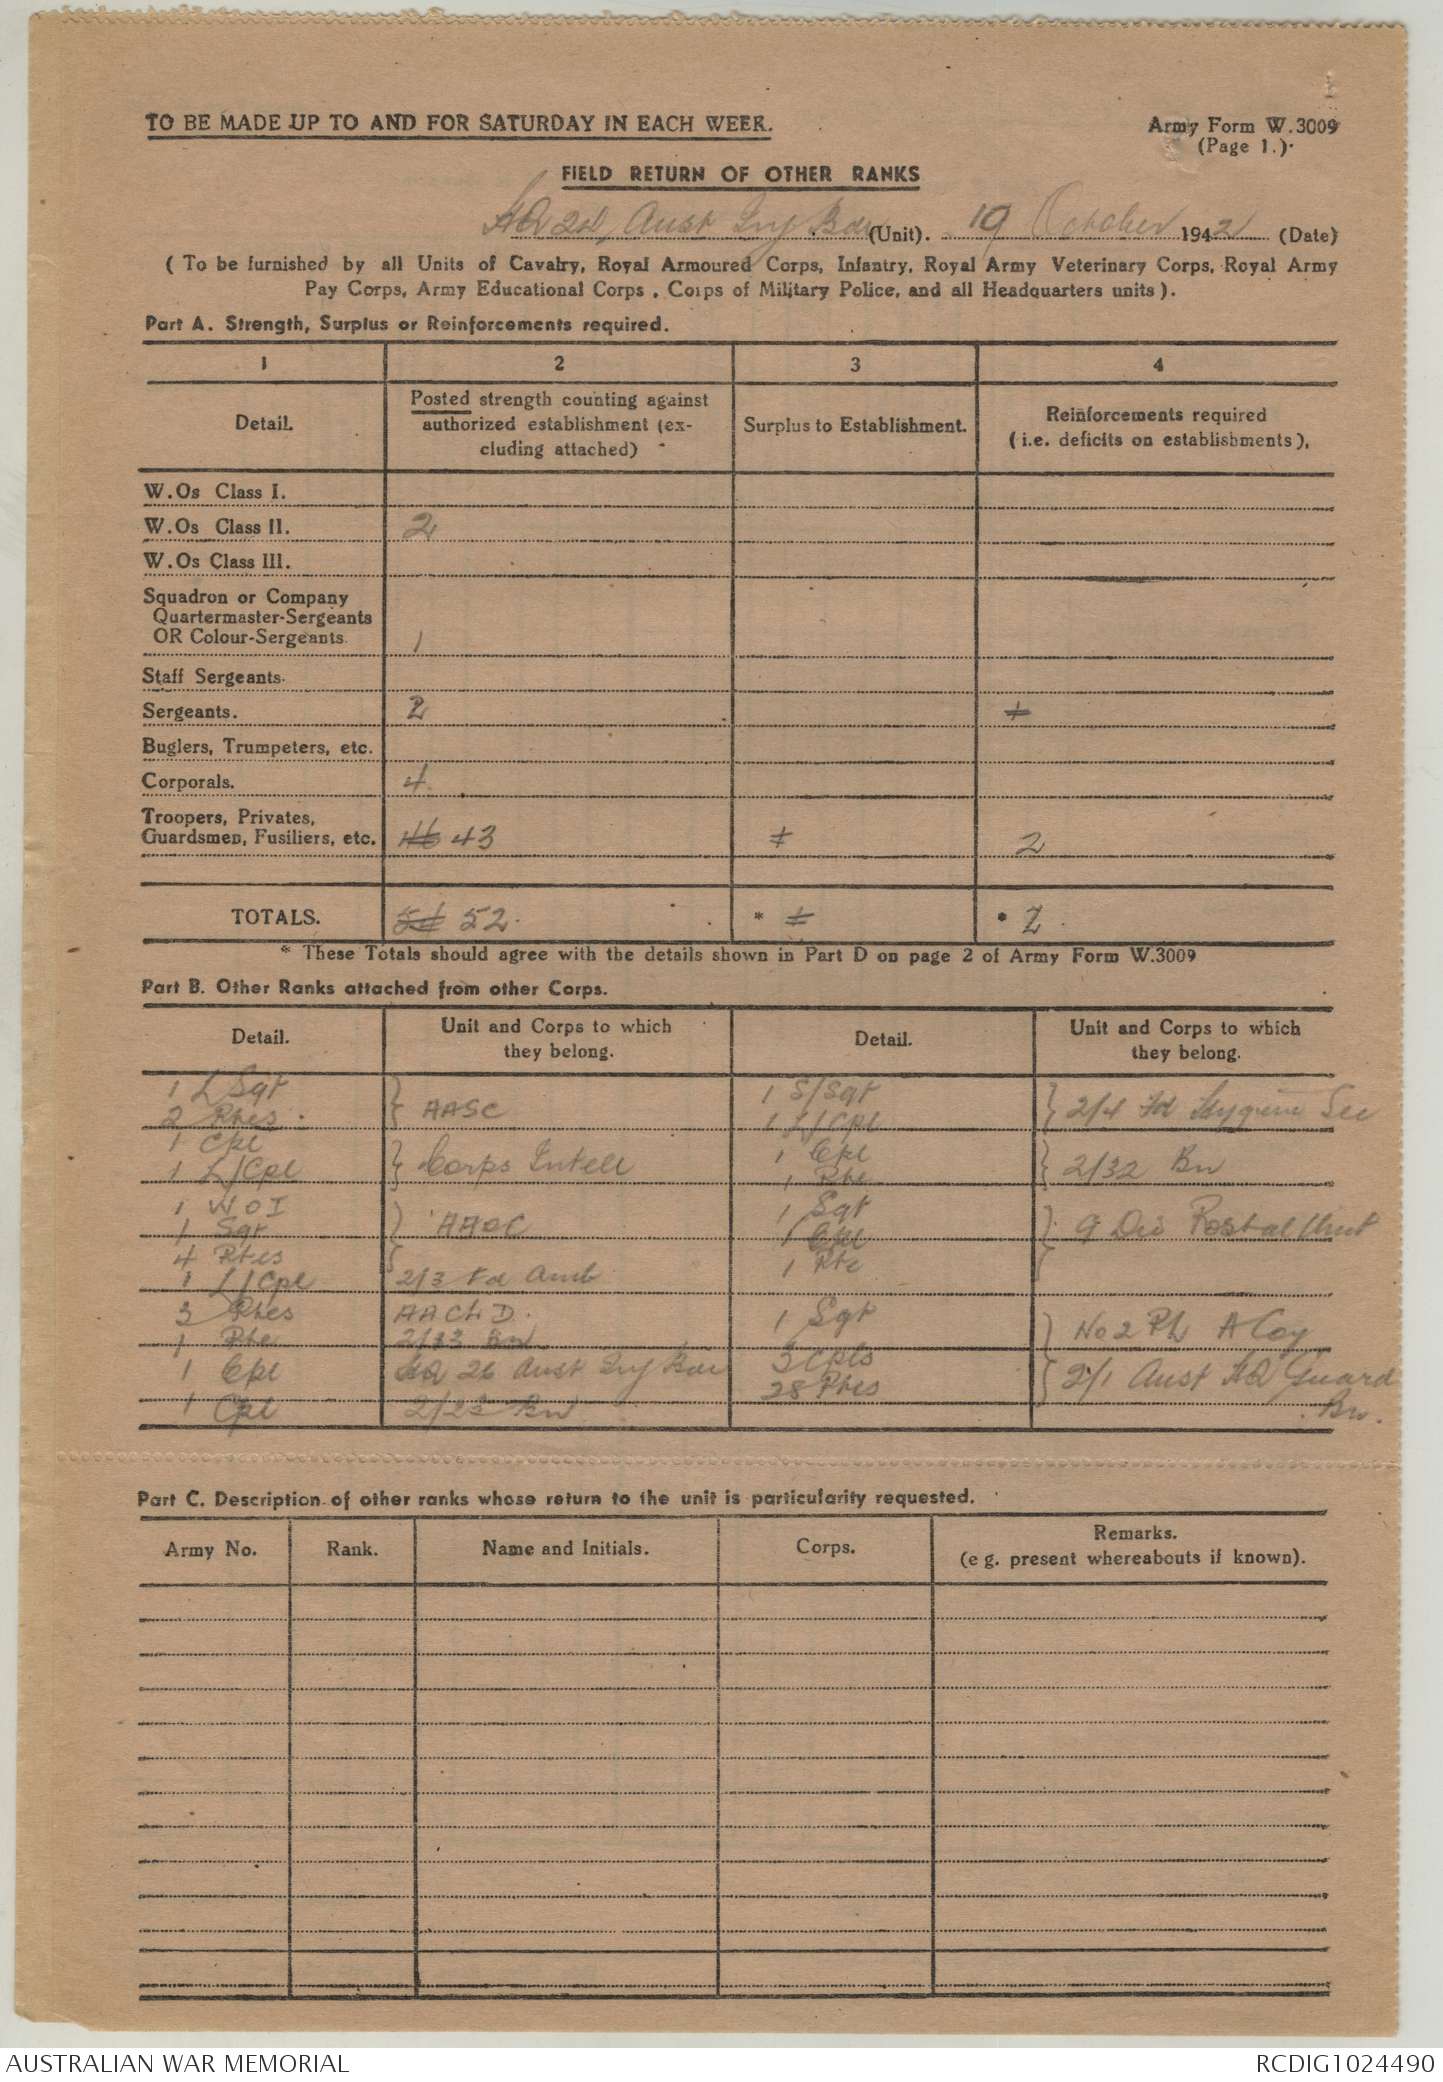 TO BE MADE UP TO AND FOR SATURDAY IN EACH WEEK.
Army Form W.3009
(Page 1.)
FIELD RETURN OF OTHER RANKS
HQ 24 Aust Inf Bde (Unit). 19 October 1942 (Date)
( To be furnished by all Units of Cavalry, Royal Armoured Corps, Infantry, Royal Army Veterinary Corps, Royal Army
Pay Corps, Army Educational Corps, Corps of Military Police, and all Headquarters units ).
Part A. Strength, Surplus or Reinforcements required.
1 2 3 4
Detail.
Posted strength counting against
authorized establishment (ex-
cluding attached)
Surplus to Establishment.
Reinforcements required
( i.e. deficits on establishments ),
W.Os Class I.
W.Os Class II. 2
W.Os Class III.
Squadron or Company
Quartermaster-Sergeants
OR Colour-Sergeants. 1
Staff Sergeants.
Sergeants. 2
Buglers, Trumpeters, etc.
Corporals. 4
Troopers, Privates,
Guardsmen, Fusiliers, etc. 43 2
TOTALS. 52 * * 2
* These Totals should agree with the details shown in Part D on page 2 of Army Form W.3009
Part B. Other Ranks attached from other Corps.
Detail.
Unit and Corps to which
they belong.
Detail.
Unit and Corps to which
they belong.
1 L/Sgt
2 Ptes
AASC
1 Cpl
1 L/Cpl
Corps Intell
1 WO I
1 Sgt
4 Ptes
AAOC
1 L/Cpl 2/3 Fd Amb
3 Ptes AAChD.
1 Pte 2/33 Bn
1 Cpl HQ 26 Aust Inf Bde
1 Cpl 2/23 Bn
1 S/Sgt
1 L/Cpl
2/4 Fd Hygiene Sec
1 Cpl
1 Pte
2/32 Bn
1 Sgt
1 Cpl
1 Pte
9 Div Postal Unit
1 Sgt
3 Cpls
28 Ptes
No 2 Pl A Coy
2/1 Aust HQ Guard
Bn.
Part C. Description of other ranks whose return to the unit is particularity requested.
Army No.
Rank.
Name and Initials.
Corps.
Remarks.
(e g. present whereabouts if known).
AUSTRALIAN WAR MEMORIAL
RCDIG1024490